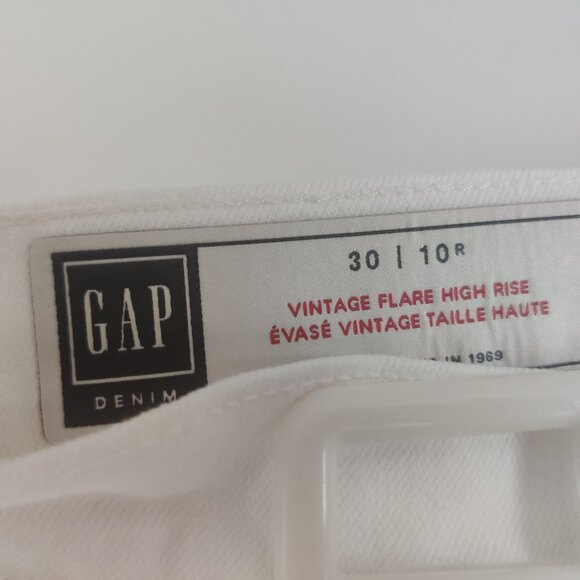 GAP
DENIM
30 | 10R
VINTAGE FLARE HIGH RISE
ÉVASÉ VINTAGE TAILLE HAUTE
IN 1969